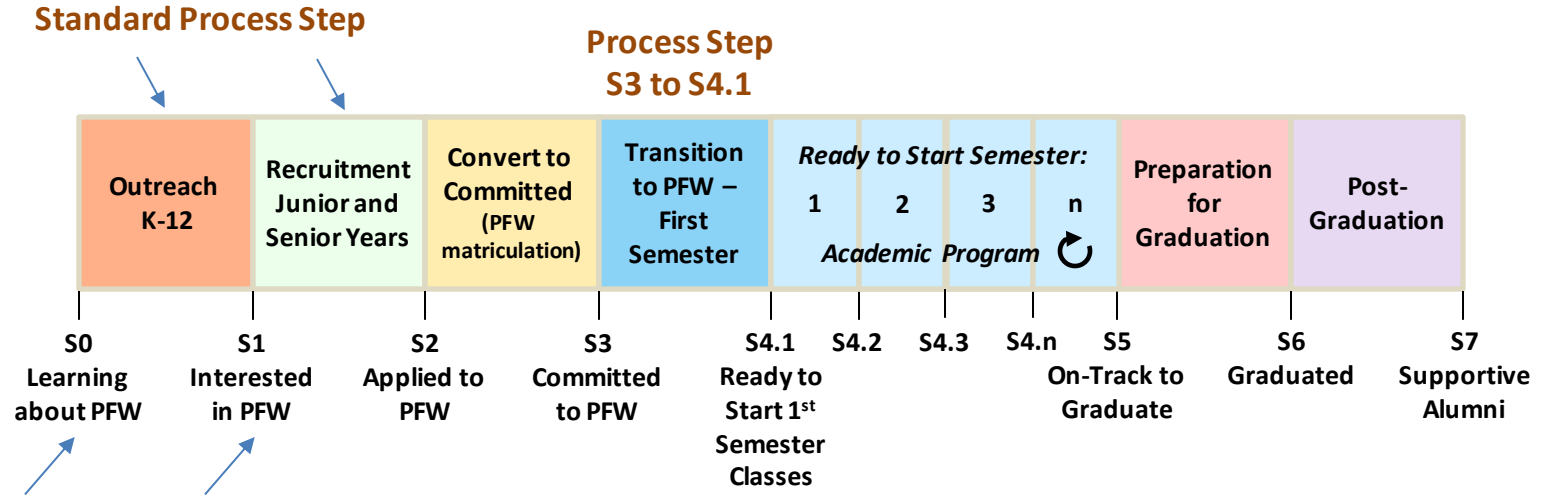 Standard Process Step
Process Step
S3 to S4.1
Outreach
K-12
Recruitment
Junior and
Senior Years
Convert to
Committed
(PFW
matriculation)
Transition
to PFW –
First
Semester
Ready to Start Semester:
1 2 3 n
Academic Program
Preparation
for
Graduation
Post-
Graduation
S0
Learning
about PFW
S1
Interested
in PFW
S2
Applied to
PFW
S3
Committed
to PFW
S4.1
Ready to
Start 1st
Semester
Classes
S4.2
S4.3
S4.n
S5
On-Track to
Graduate
S6
Graduated
S7
Supportive
Alumni